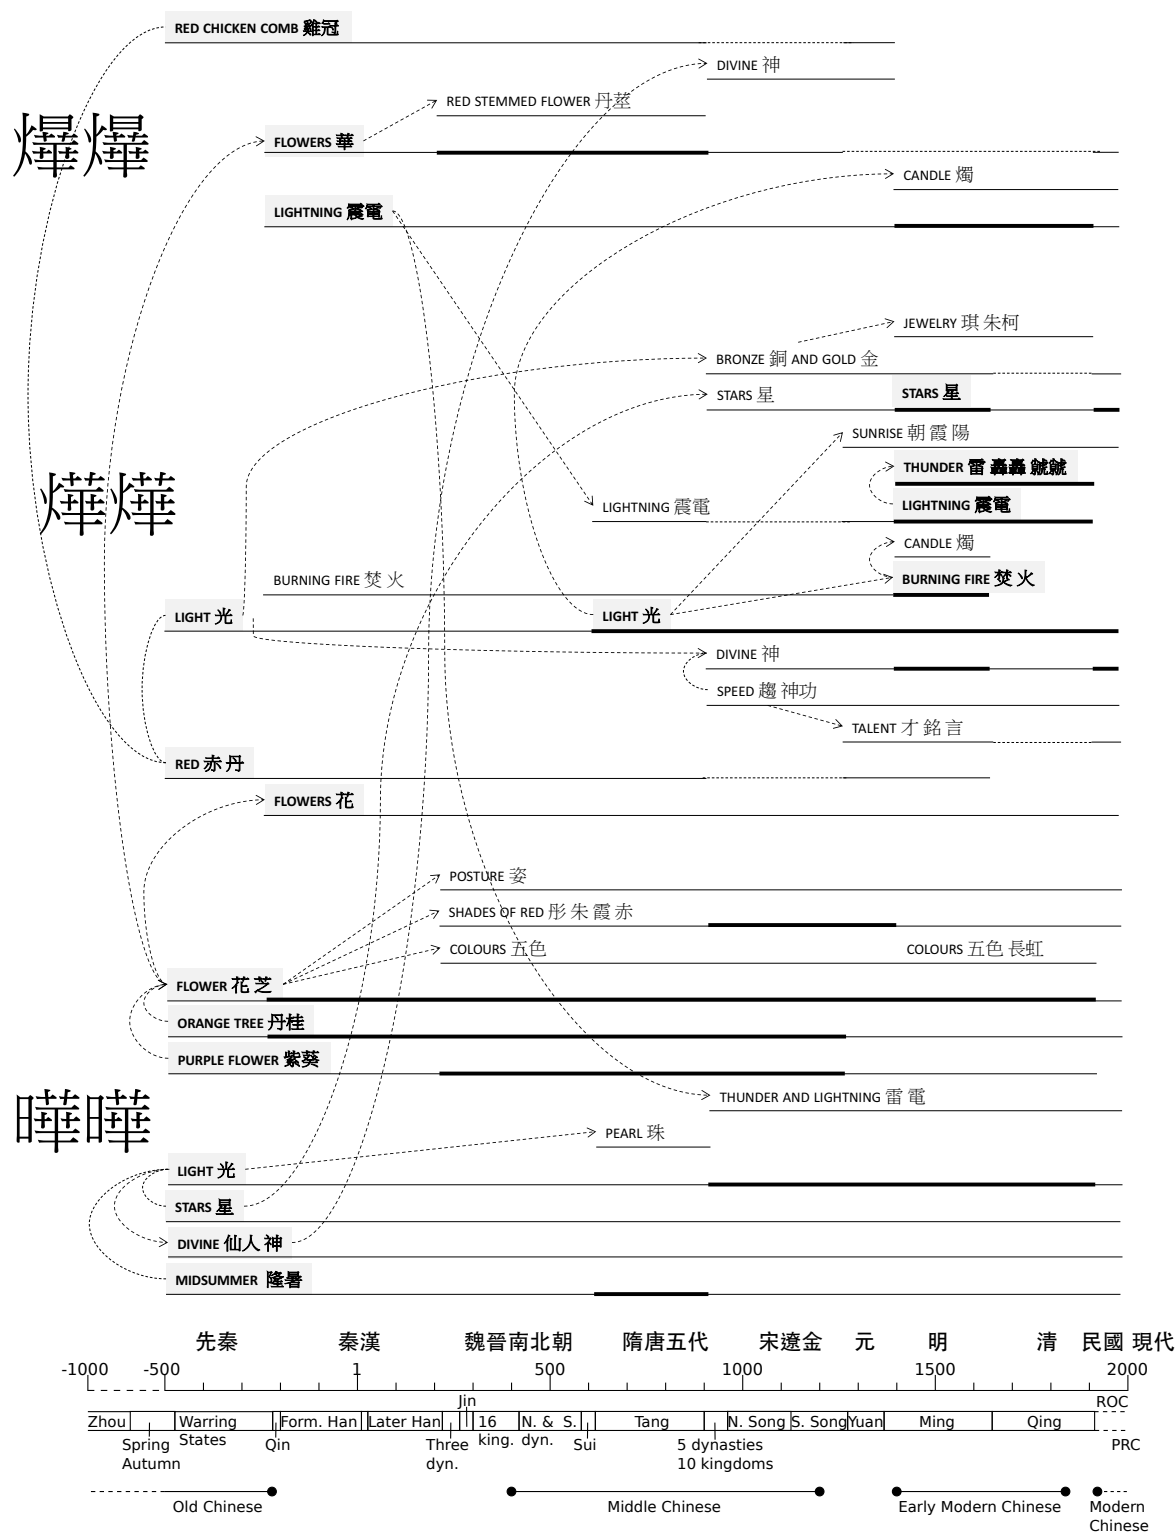 RED CHICKEN COMB 雞冠
DIVINE 神
RED STEMMED FLOWER 丹莖
爗爗
FLOWERS 華
CANDLE 燭
LIGHTNING 震電
JEWELRY 琪 朱柯
BRONZE 銅 AND GOLD 金
STARS 星
STARS 星
SUNRISE 朝 霞 陽
THUNDER 雷 轟轟 虩虩
燁燁
LIGHTNING 震電
LIGHTNING 震電
CANDLE 燭
BURNING FIRE 焚 火
BURNING FIRE 焚 火
LIGHT 光
LIGHT 光
DIVINE 神
SPEED 趨 神功
TALENT 才 銘 言
RED 赤 丹
FLOWERS 花
POSTURE 姿
SHADES OF RED 彤 朱 霞 赤
COLOURS 五色
COLOURS 五色 長虹
FLOWER 花 芝
ORANGE TREE 丹桂
PURPLE FLOWER 紫葵
THUNDER AND LIGHTNING 雷 電
曄曄
PEARL 珠
LIGHT 光
STARS 星
DIVINE 仙人 神
MIDSUMMER 隆暑
先秦 秦漢 魏晉南北朝 隋唐五代 宋遼金 元 明 清 民國 現代
-1000 -500 1 500 1000 1500 2000
Jin ROC
Zhou Warring States Form. Han Later Han 16 king. N. & S. dyn. Tang N. Song S. Song Yuan Ming Qing
Spring Autumn Qin Three dyn. Sui 5 dynasties 10 kingdoms PRC
Old Chinese Middle Chinese Early Modern Chinese Modern Chinese